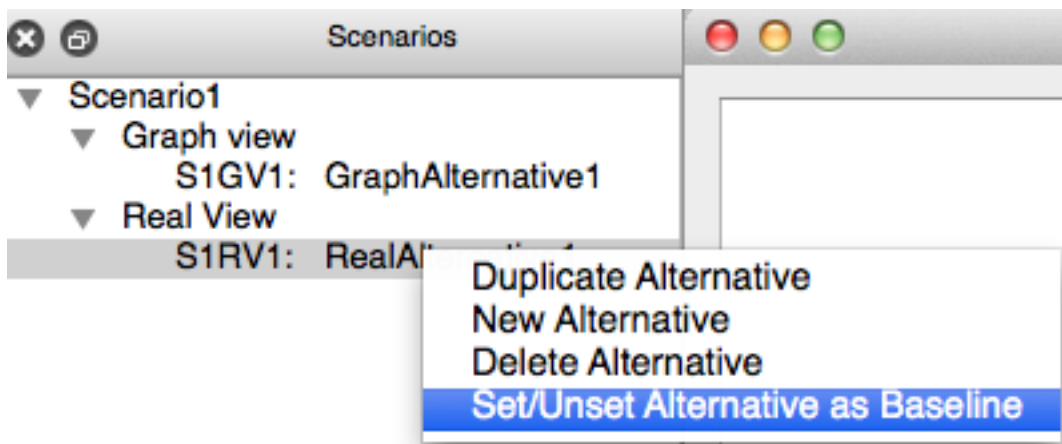 Scenarios
Scenario1
Graph view
S1GV1: GraphAlternative1
Real View
S1RV1:
Duplicate Alternative
New Alternative
Delete Alternative
Set/Unset Alternative as Baseline